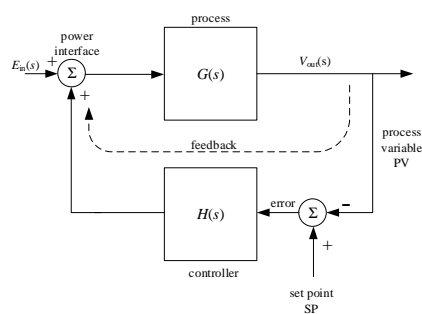 process
power
interface
E_in(s)
+
Σ
+
G(s)
V_out(s)
feedback
process
variable
PV
H(s)
error
Σ
−
+
controller
set point
SP